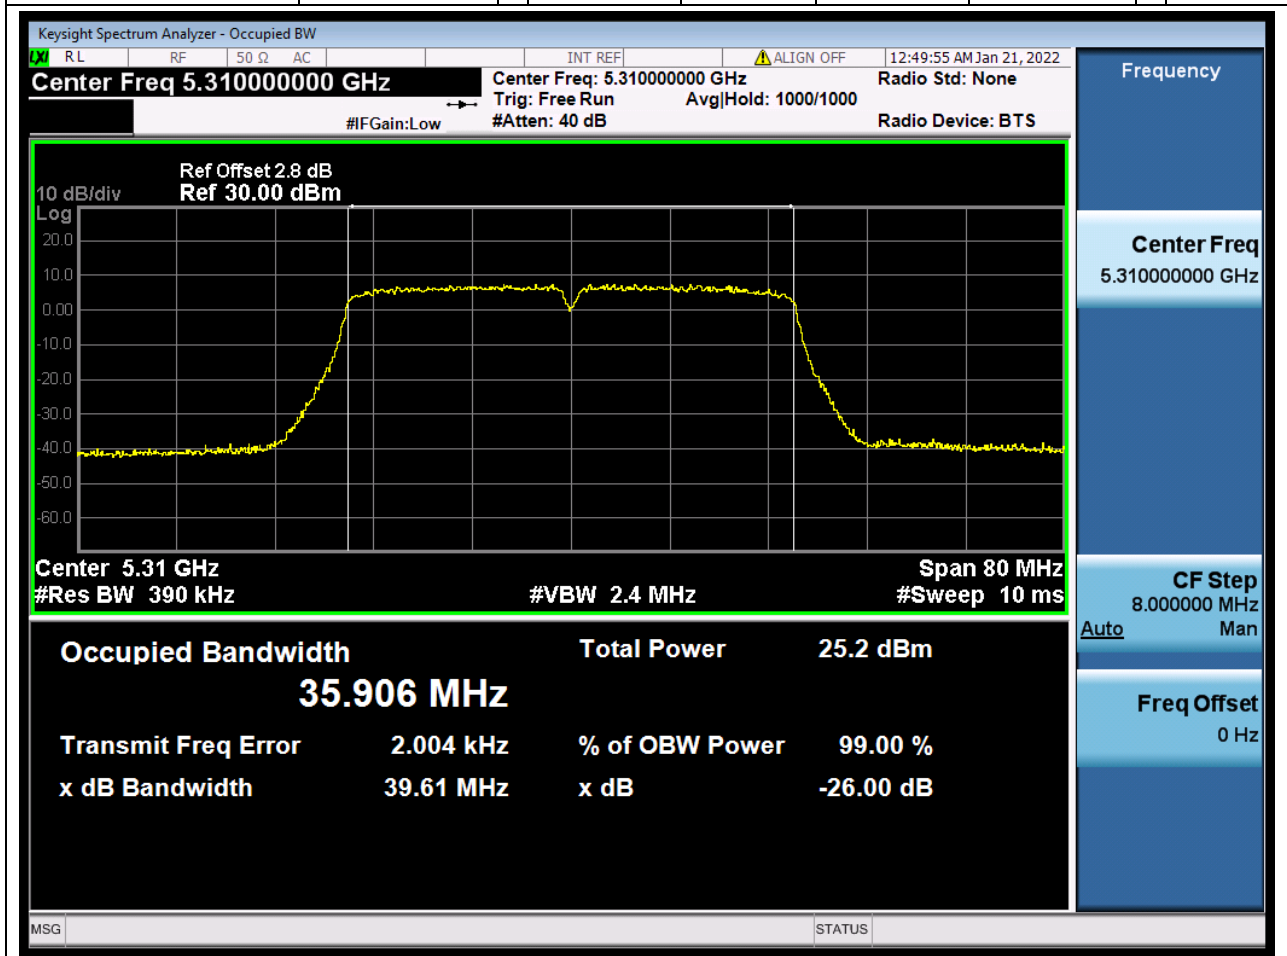 Keysight Spectrum Analyzer - Occupied BW
LXI RL RF 50 Ω AC INT REF ALIGN OFF 12:49:55 AM Jan 21, 2022
Center Freq 5.310000000 GHz
Center Freq: 5.310000000 GHz
Radio Std: None
Trig: Free Run Avg|Hold: 1000/1000
#IFGain:Low
#Atten: 40 dB
Radio Device: BTS
Ref Offset 2.8 dB
10 dB/div Ref 30.00 dBm
Log
20.0
10.0
0.00
-10.0
-20.0
-30.0
-40.0
-50.0
-60.0
Center 5.31 GHz Span 80 MHz
#Res BW 390 kHz #VBW 2.4 MHz #Sweep 10 ms
Occupied Bandwidth Total Power 25.2 dBm
35.906 MHz
Transmit Freq Error 2.004 kHz % of OBW Power 99.00 %
x dB Bandwidth 39.61 MHz x dB -26.00 dB
MSG STATUS
Frequency
Center Freq
5.310000000 GHz
CF Step
8.000000 MHz
Auto Man
Freq Offset
0 Hz